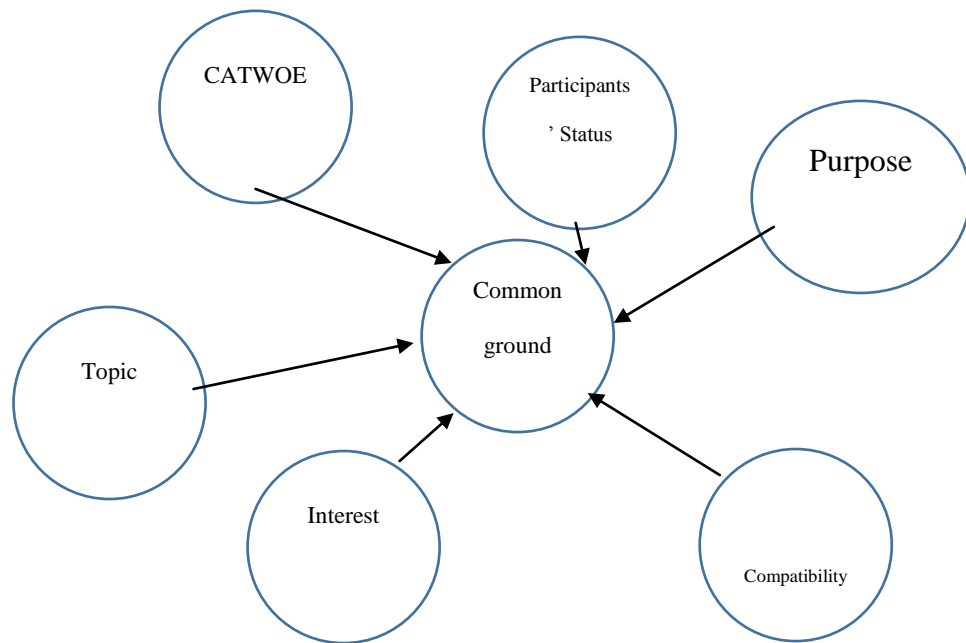 CATWOE
Participants
’ Status
Purpose
Common
ground
Topic
Interest
Compatibility